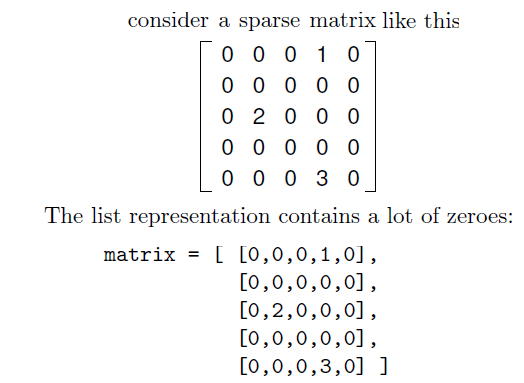 consider a sparse matrix like this
0 0 0 1 0
0 0 0 0 0
0 2 0 0 0
0 0 0 0 0
0 0 0 3 0
The list representation contains a lot of zeroes:
matrix = [ [0,0,0,1,0],
[0,0,0,0,0],
[0,2,0,0,0],
[0,0,0,0,0],
[0,0,0,3,0] ]